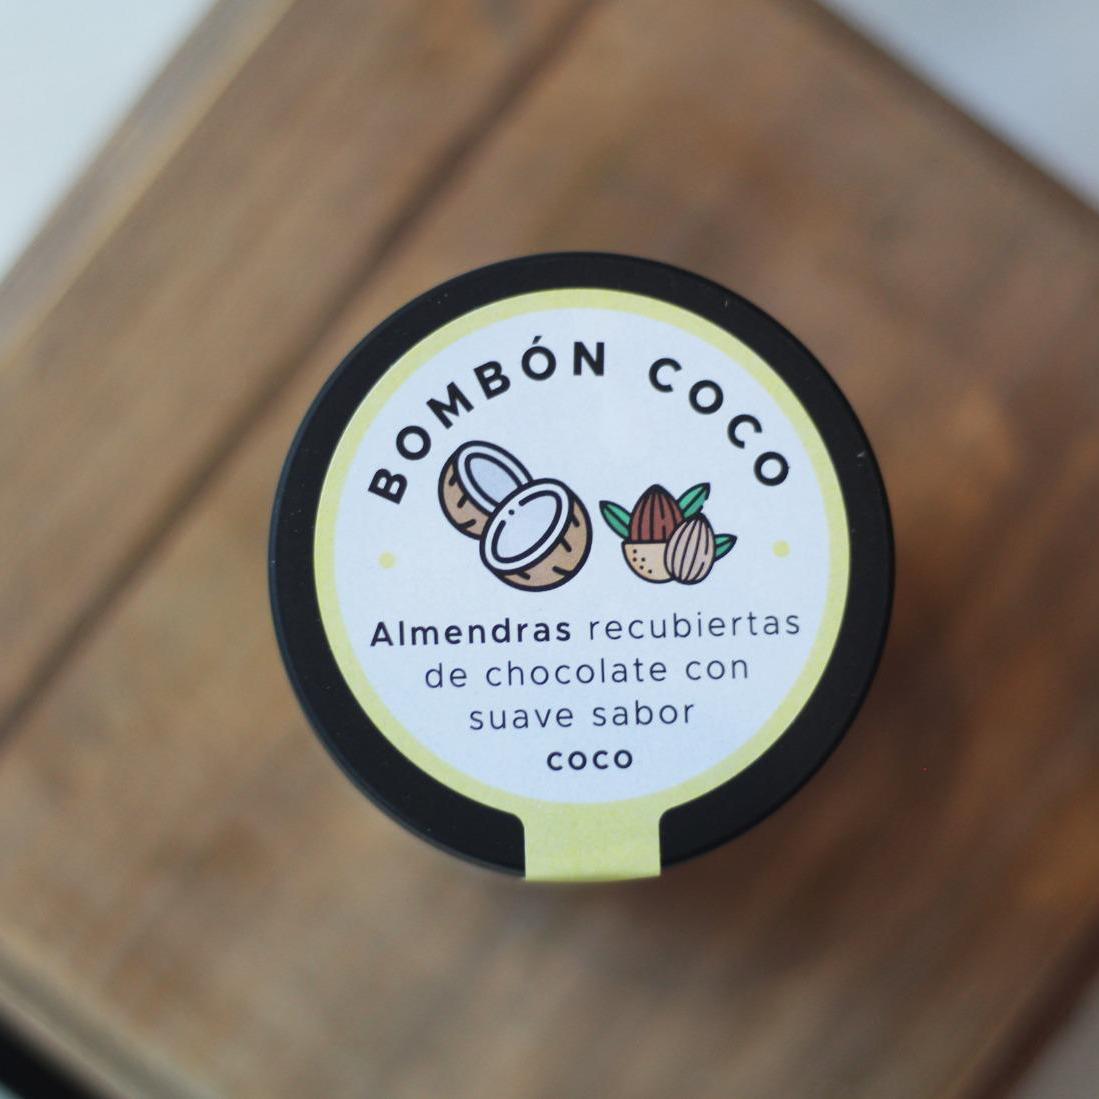 BOMBÓN COCO
Almendras recubiertas
de chocolate con
suave sabor
coco